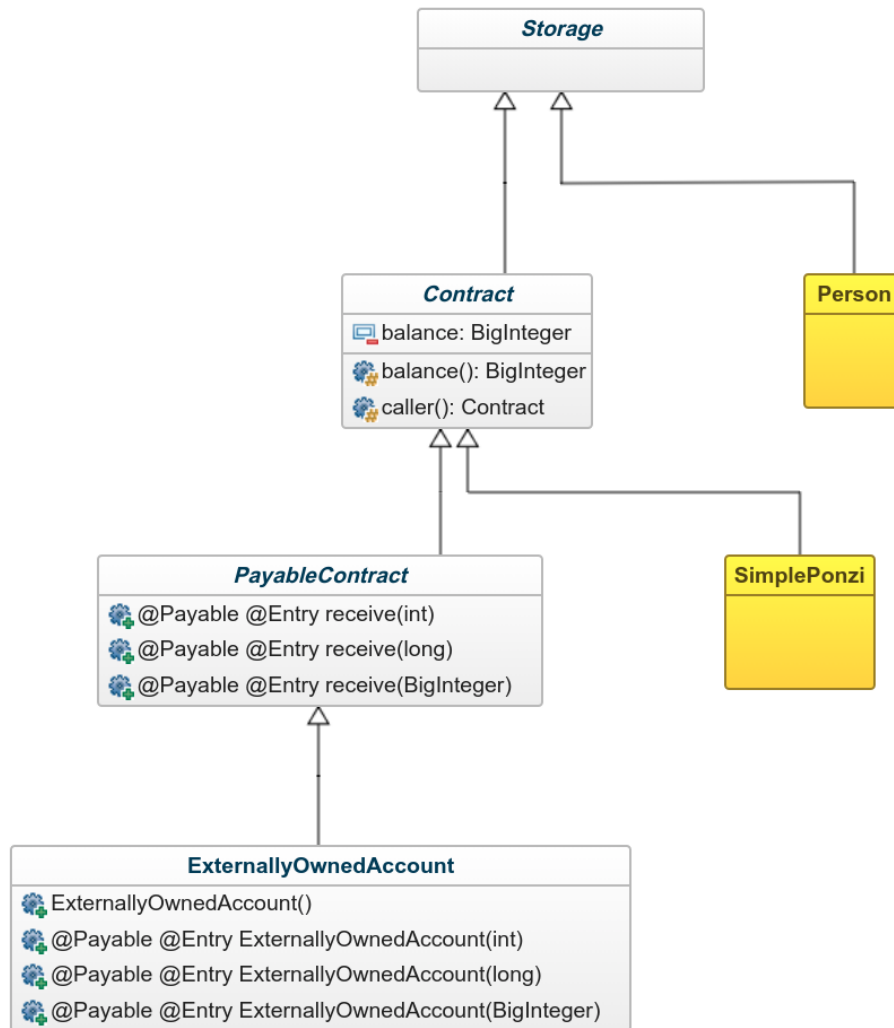 Storage
Contract
balance: BigInteger
balance(): BigInteger
caller(): Contract
Person
PayableContract
@Payable @Entry receive(int)
@Payable @Entry receive(long)
@Payable @Entry receive(BigInteger)
SimplePonzi
ExternallyOwnedAccount
ExternallyOwnedAccount()
@Payable @Entry ExternallyOwnedAccount(int)
@Payable @Entry ExternallyOwnedAccount(long)
@Payable @Entry ExternallyOwnedAccount(BigInteger)